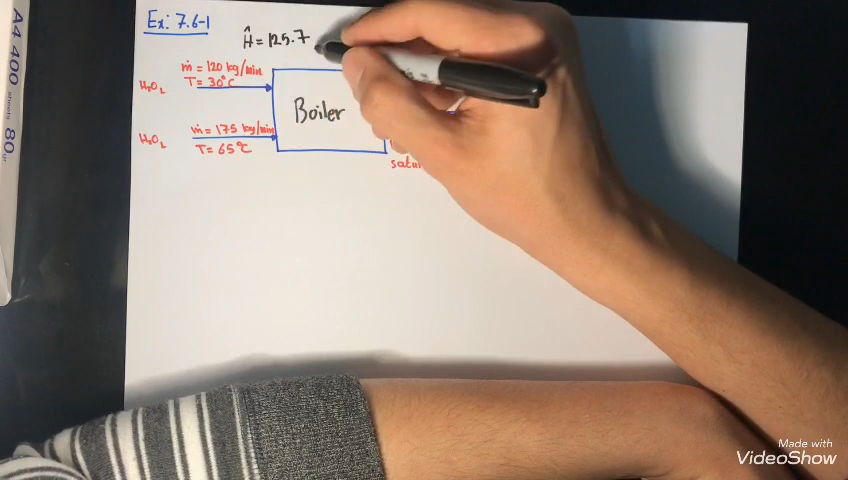 Ex: 7.6-1
Ĥ = 125.7
ṁ = 120 kg/min
H₂O L T = 30°C
Boiler
ṁ = 175 kg/min
H₂O L
T = 65°C
satu
A4 400 sheets 80
Made with
VideoShow